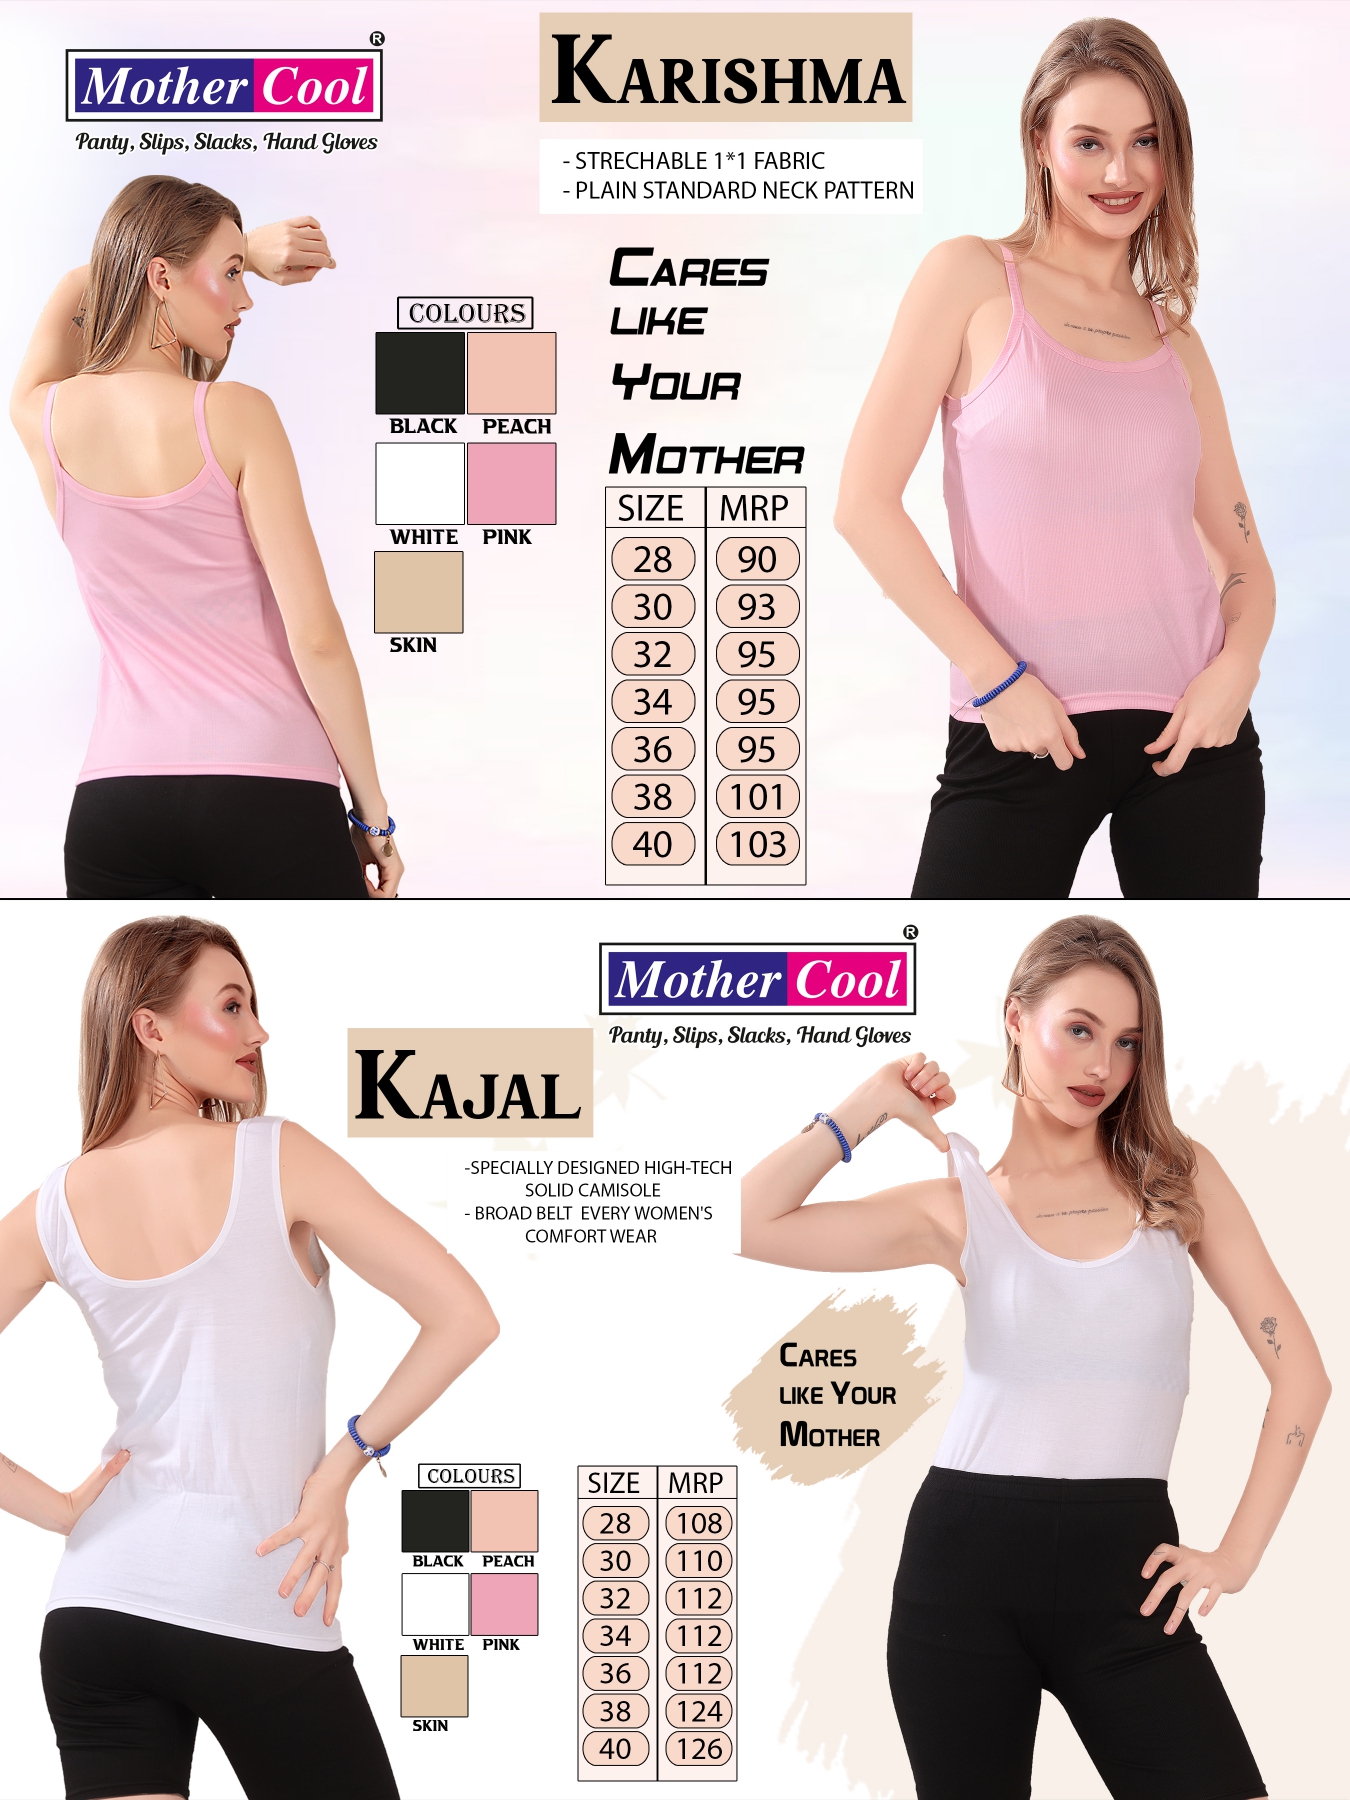 Mother Cool ®
Panty, Slips, Slacks, Hand Gloves
KARISHMA
- STRECHABLE 1*1 FABRIC
- PLAIN STANDARD NECK PATTERN
CARES
LIKE
YOUR
MOTHER
COLOURS
BLACK PEACH
WHITE PINK
SKIN
SIZE MRP
28 90
30 93
32 95
34 95
36 95
38 101
40 103
Mother Cool ®
Panty, Slips, Slacks, Hand Gloves
KAJAL
-SPECIALLY DESIGNED HIGH-TECH
SOLID CAMISOLE
- BROAD BELT EVERY WOMEN'S
COMFORT WEAR
CARES
LIKE YOUR
MOTHER
COLOURS
BLACK PEACH
WHITE PINK
SKIN
SIZE MRP
28 108
30 110
32 112
34 112
36 112
38 124
40 126